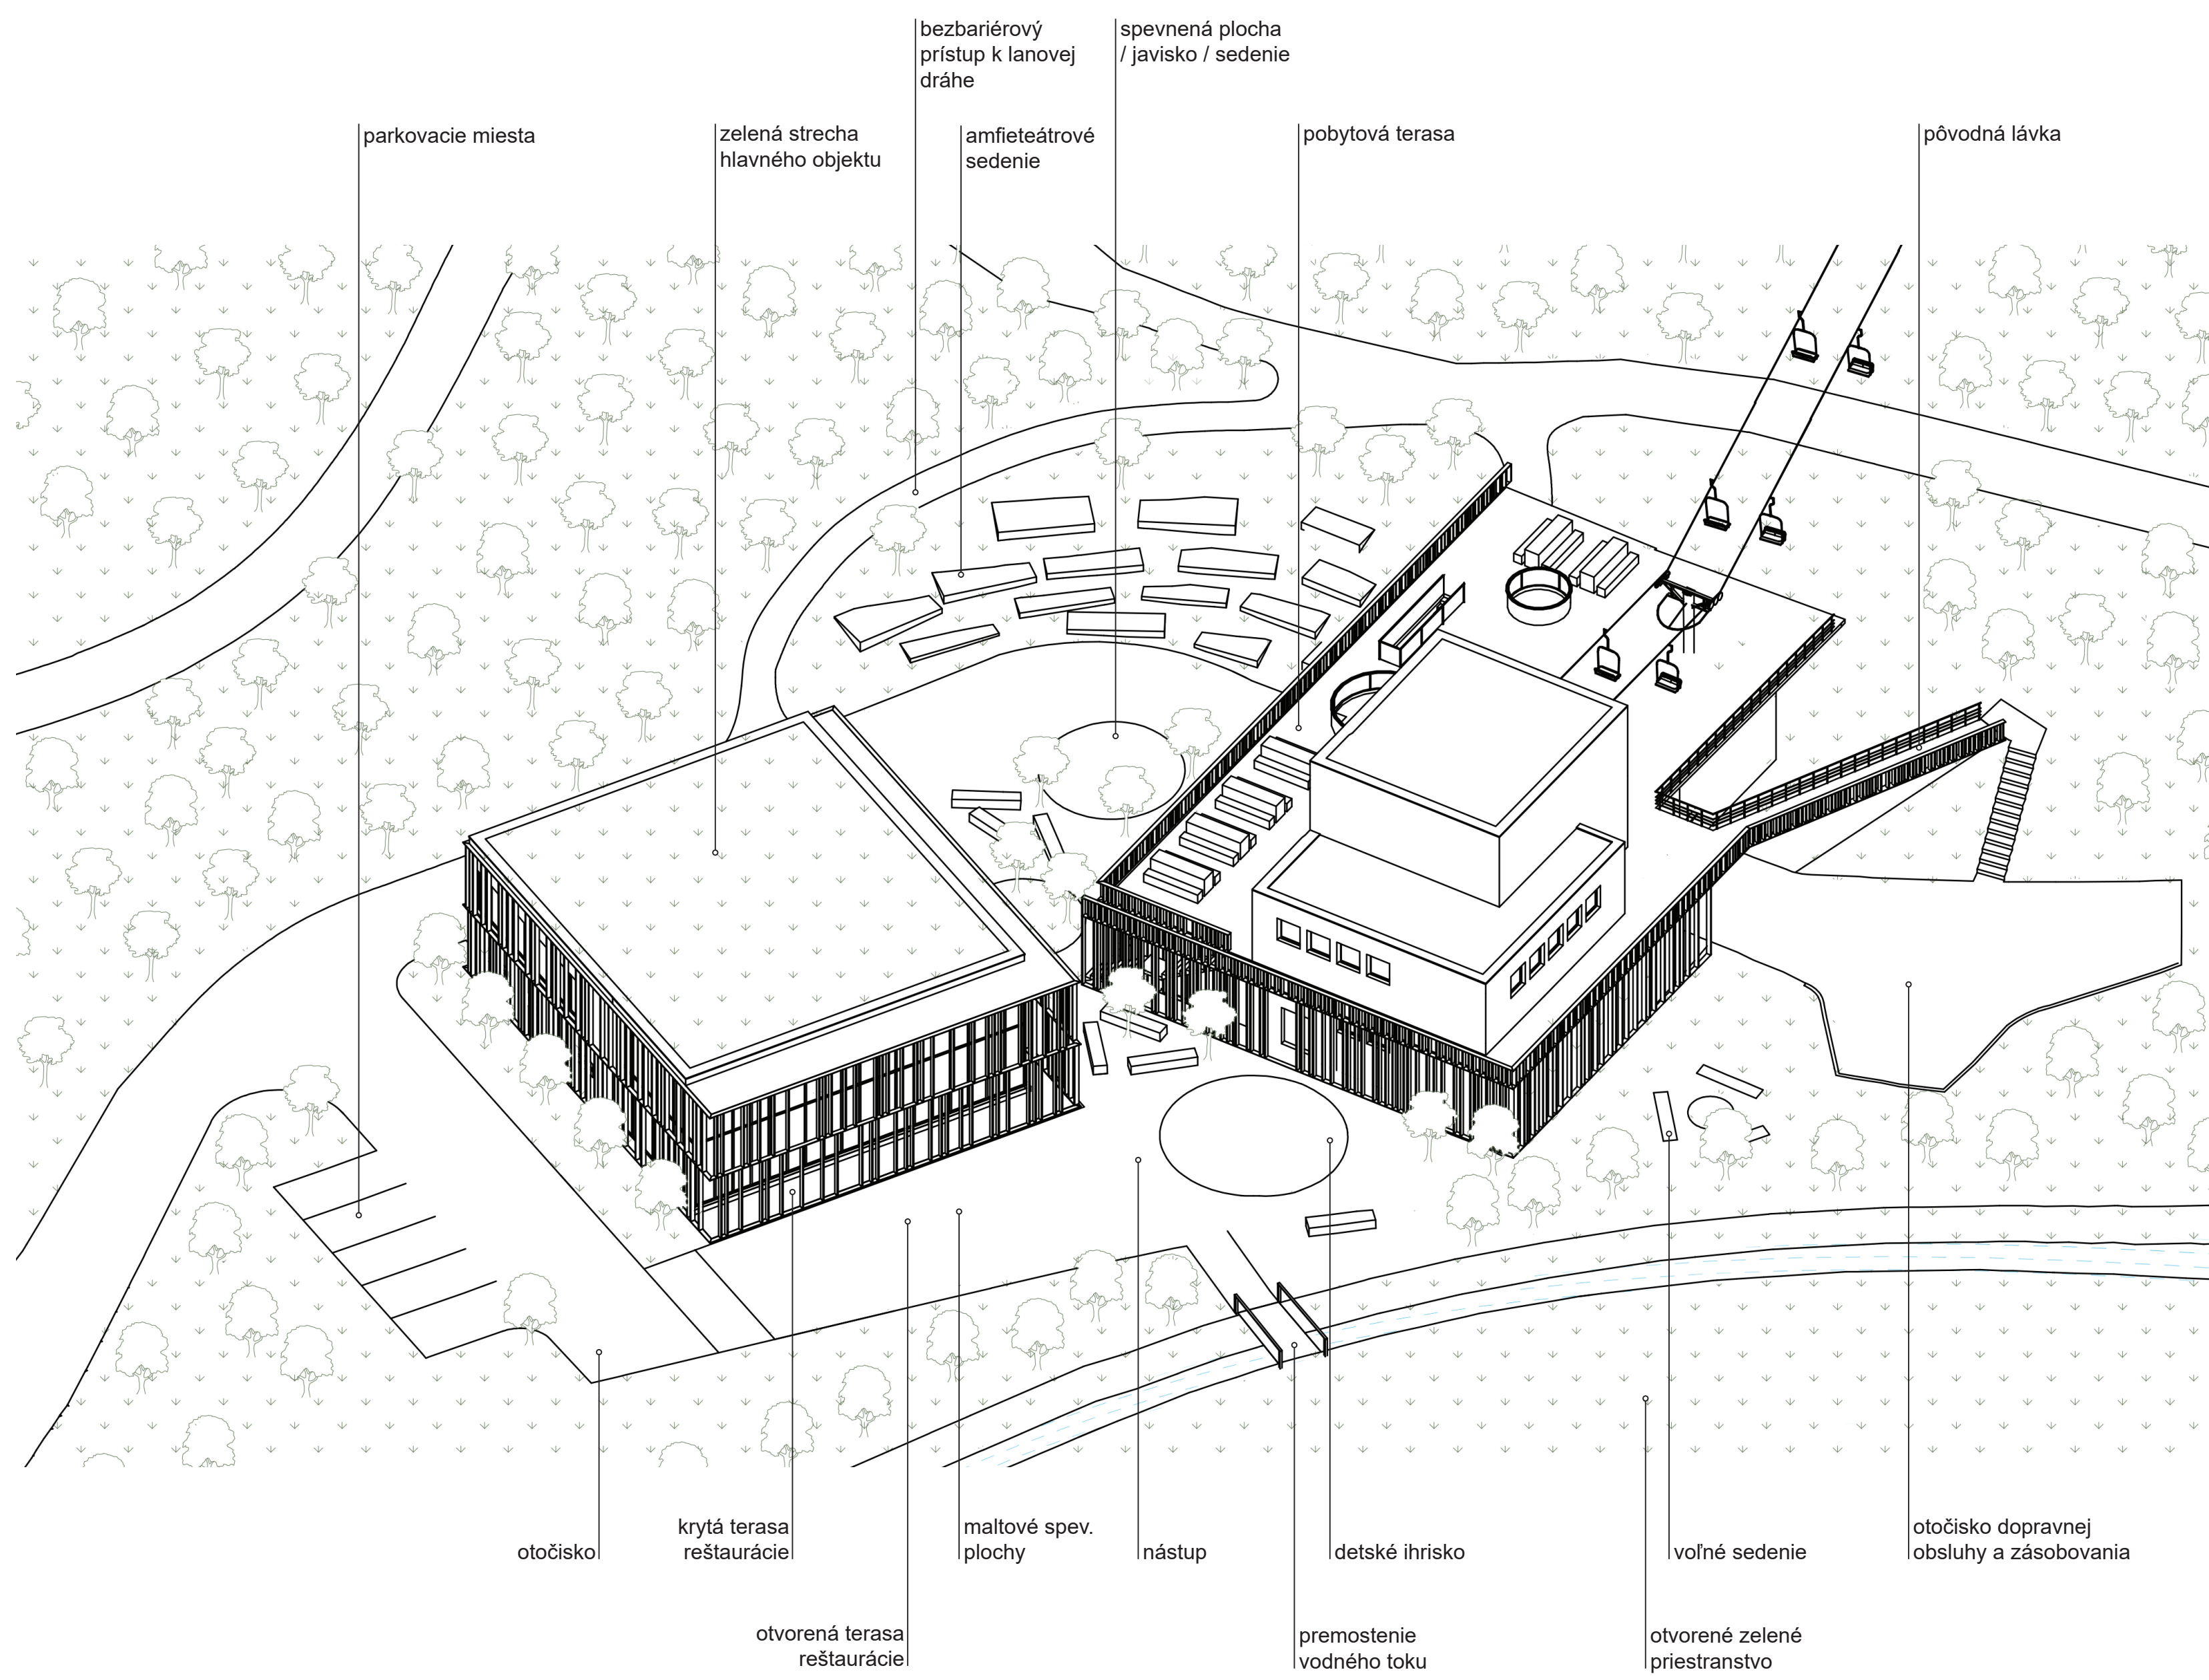 bezbariérový
prístup k lanovej
dráhe
spevnená plocha
/ javisko / sedenie
parkovacie miesta
zelená strecha
hlavného objektu
amfieteátrové
sedenie
pobytová terasa
pôvodná lávka
otočisko
krytá terasa
reštaurácie
maltové spev.
plochy
nástup
detské ihrisko
voľné sedenie
otočisko dopravnej
obsluhy a zásobovania
otvorená terasa
reštaurácie
premostenie
vodného toku
otvorené zelené
priestranstvo